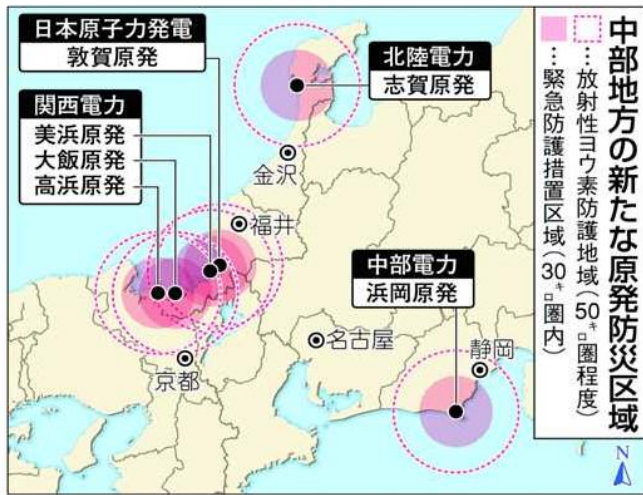 中部地方の新たな原発防災区域
…放射性ヨウ素防護地域(50㌔圏程度)
…緊急防護措置区域(30㌔圏内)
日本原子力発電
敦賀原発
関西電力
美浜原発
大飯原発
高浜原発
北陸電力
志賀原発
金沢
福井
中部電力
浜岡原発
名古屋
静岡
京都
N